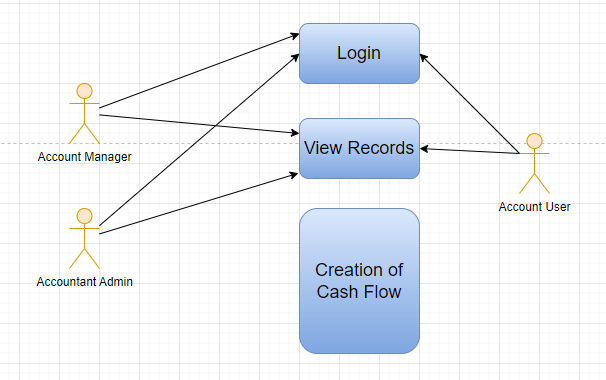 Login
Account Manager
View Records
Account User
Accountant Admin
Creation of
Cash Flow